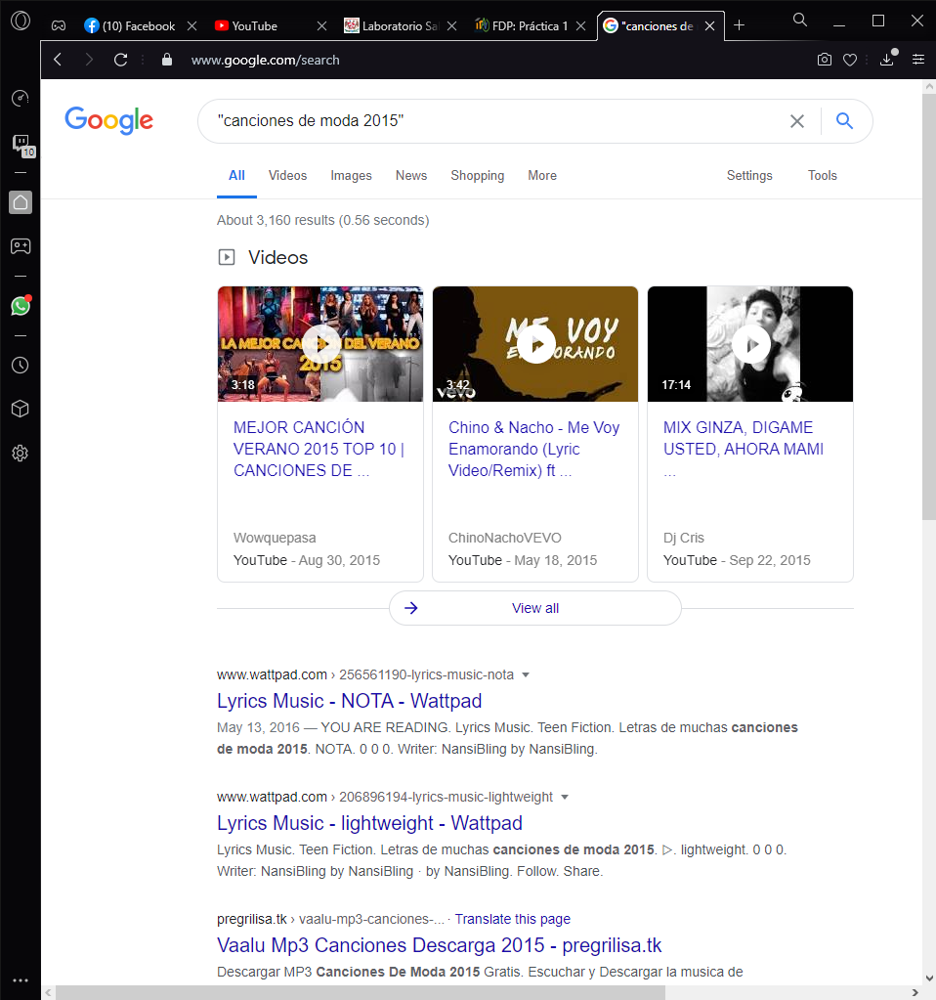 (10) Facebook
YouTube
Laboratorio Sal
FDP: Práctica 1
"canciones de
www.google.com/search
10
Google
"canciones de moda 2015"
All Videos Images News Shopping More Settings Tools
About 3,160 results (0.56 seconds)
Videos
LA MEJOR CANCIÓN DEL VERANO
2015
3:18
MEJOR CANCIÓN
VERANO 2015 TOP 10 |
CANCIONES DE ...
Wowquepasa
YouTube - Aug 30, 2015
ME VOY
ENAMORANDO
3:42
vevo
Chino & Nacho - Me Voy
Enamorando (Lyric
Video/Remix) ft ...
ChinoNachoVEVO
YouTube - May 18, 2015
17:14
MIX GINZA, DIGAME
USTED, AHORA MAMI
...
Dj Cris
YouTube - Sep 22, 2015
View all
www.wattpad.com › 256561190-lyrics-music-nota
Lyrics Music - NOTA - Wattpad
May 13, 2016 — YOU ARE READING. Lyrics Music. Teen Fiction. Letras de muchas canciones
de moda 2015. NOTA. 0 0 0. Writer: NansiBling by NansiBling.
www.wattpad.com › 206896194-lyrics-music-lightweight
Lyrics Music - lightweight - Wattpad
Lyrics Music. Teen Fiction. Letras de muchas canciones de moda 2015. ▷. lightweight. 0 0 0.
Writer: NansiBling by NansiBling · by NansiBling. Follow. Share.
pregrilisa.tk › vaalu-mp3-canciones-... · Translate this page
Vaalu Mp3 Canciones Descarga 2015 - pregrilisa.tk
Descargar MP3 Canciones De Moda 2015 Gratis. Escuchar y Descargar la musica de